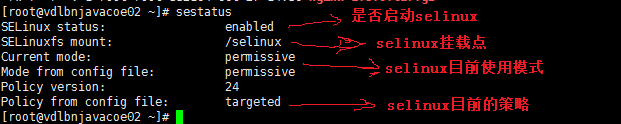 [root@vdlbnjavacoe02 ~]# sestatus
SELinux status: enabled 是否启动selinux
SELinuxfs mount: /selinux selinux挂载点
Current mode: permissive
Mode from config file: permissive selinux目前使用模式
Policy version: 24
Policy from config file: targeted selinux目前的策略
[root@vdlbnjavacoe02 ~]#